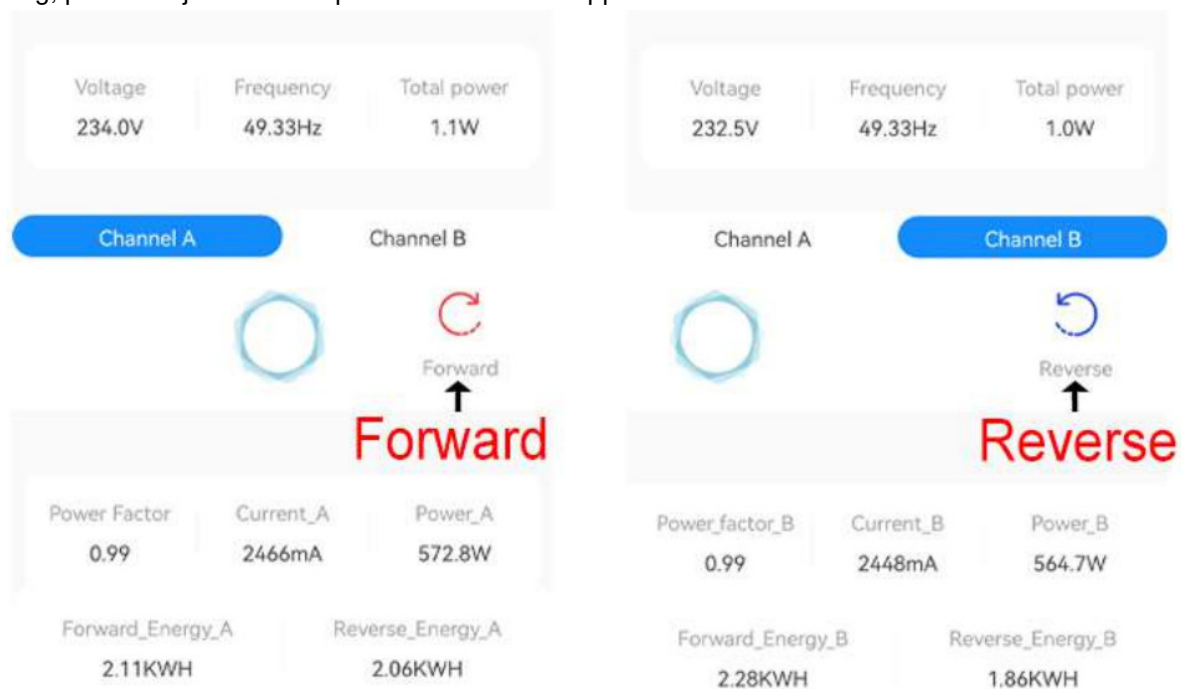 Voltage Frequency Total power
234.0V 49.33Hz 1.1W
Channel A Channel B
Forward
Forward
Power Factor Current_A Power_A
0.99 2466mA 572.8W
Forward_Energy_A Reverse_Energy_A
2.11KWH 2.06KWH
Voltage Frequency Total power
232.5V 49.33Hz 1.0W
Channel A Channel B
Reverse
Reverse
Power_factor_B Current_B Power_B
0.99 2448mA 564.7W
Forward_Energy_B Reverse_Energy_B
2.28KWH 1.86KWH